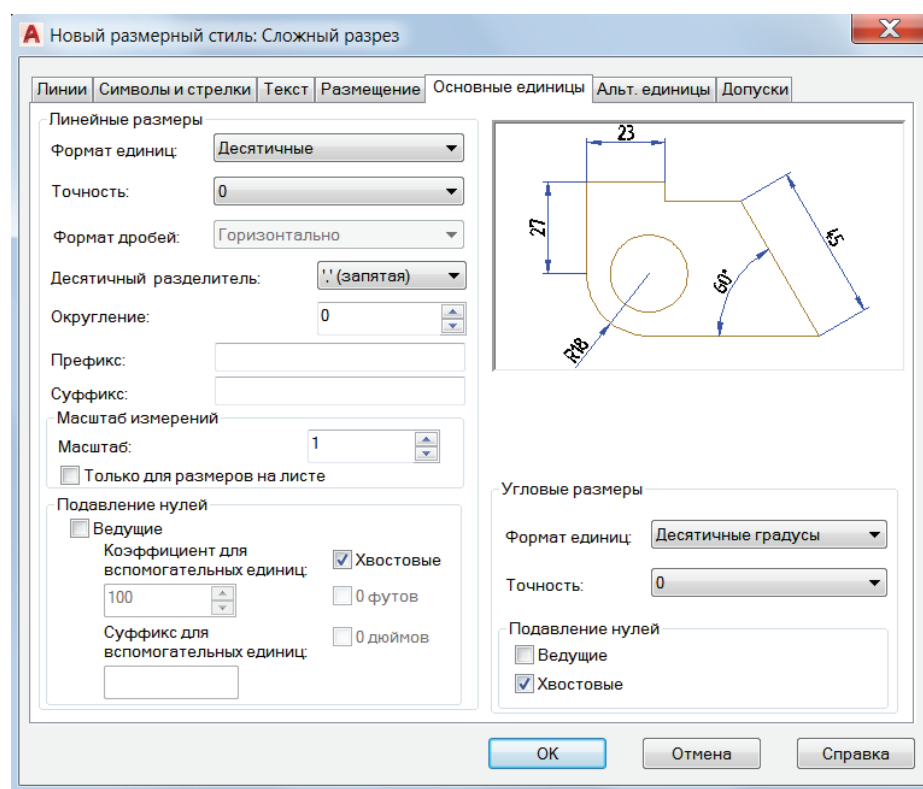 Новый размерный стиль: Сложный разрез
Линии Символы и стрелки Текст Размещение Основные единицы Альт. единицы Допуски
Линейные размеры
Формат единиц: Десятичные
Точность: 0
Формат дробей: Горизонтально
Десятичный разделитель: ',' (запятая)
Округление: 0
Префикс:
Суффикс:
Масштаб измерений
Масштаб: 1
Только для размеров на листе
Подавление нулей
Ведущие
Коэффициент для
вспомогательных единиц:
100
Суффикс для
вспомогательных единиц:
Хвостовые
0 футов
0 дюймов
23
27
45
60°
R18
Угловые размеры
Формат единиц: Десятичные градусы
Точность: 0
Подавление нулей
Ведущие
Хвостовые
OK Отмена Справка